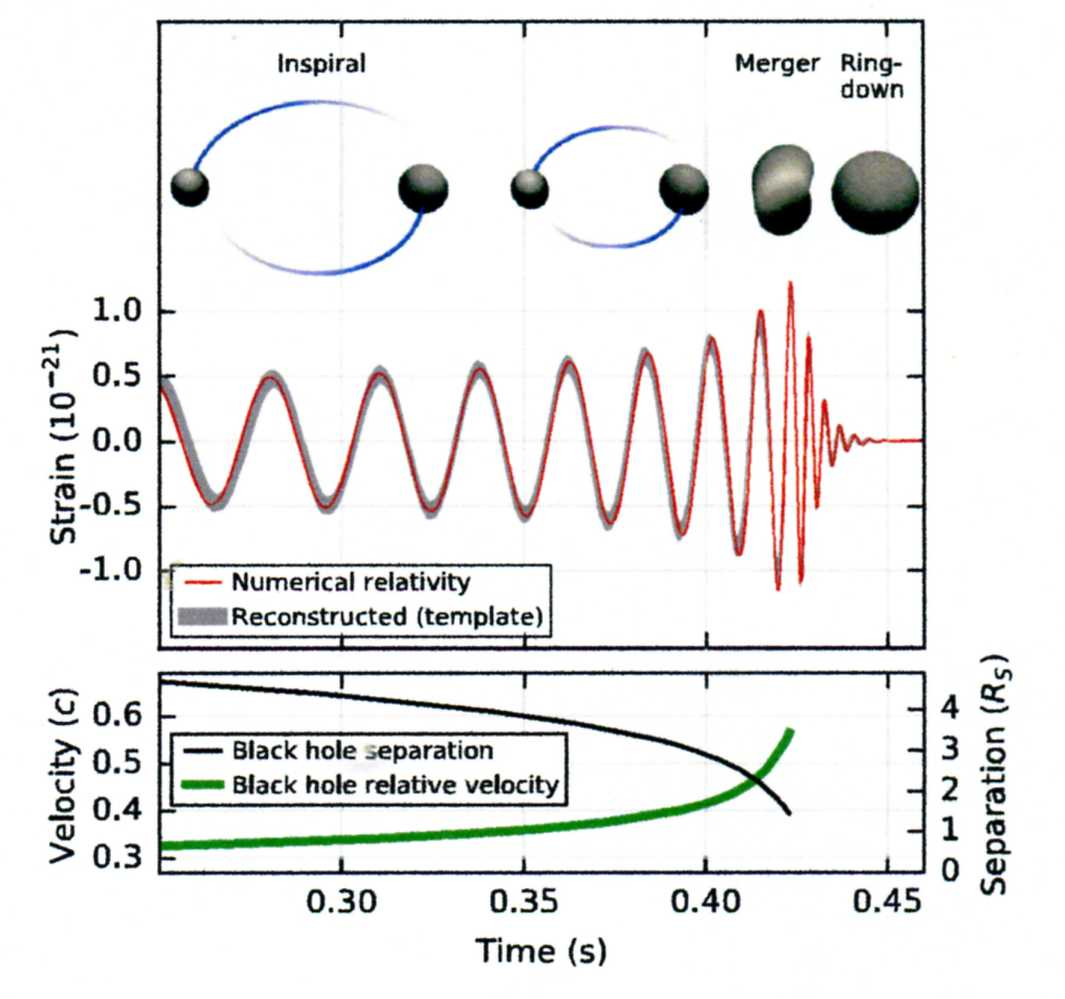 Inspiral
Merger
Ring-
down
Strain (10⁻²¹)
1.0
0.5
0.0
-0.5
-1.0
Numerical relativity
Reconstructed (template)
Velocity (c)
0.6
0.5
0.4
0.3
Black hole separation
Black hole relative velocity
4
3
2
1
0
Separation (R_S)
0.30
0.35
0.40
0.45
Time (s)